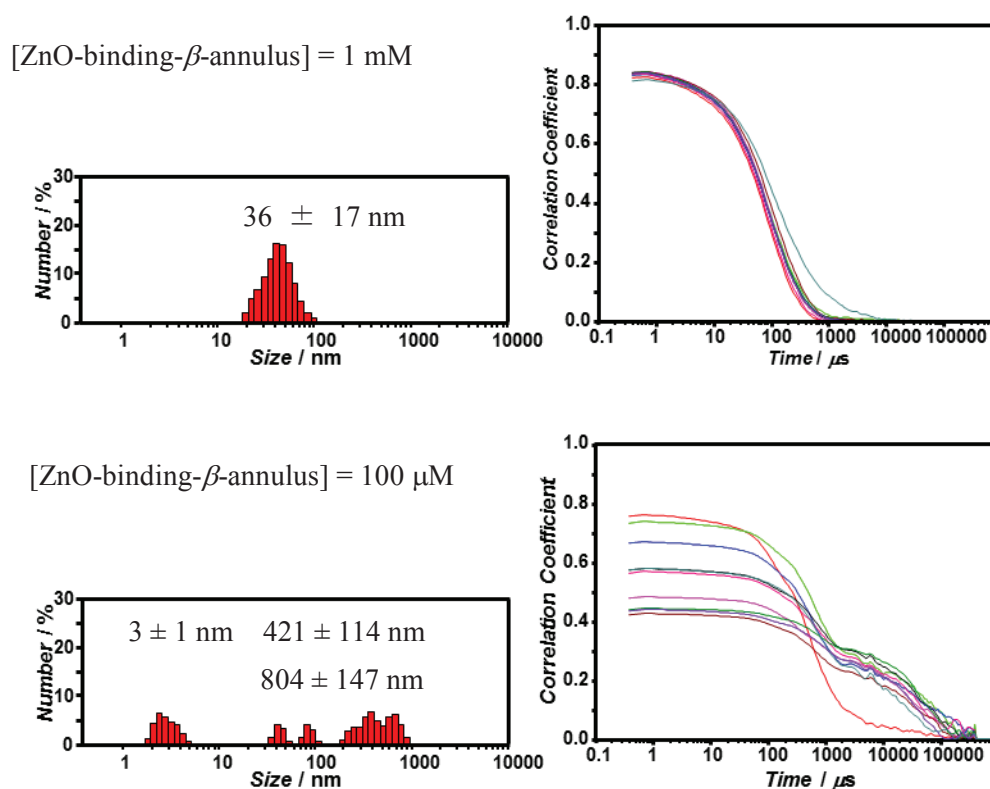 [ZnO-binding-β-annulus] = 1 mM
30
20
10
0
Number / %
36 ± 17 nm
1 10 100 1000 10000
Size / nm
1.0
0.8
0.6
0.4
0.2
0.0
Correlation Coefficient
0.1 1 10 100 1000 10000 100000
Time / μs
[ZnO-binding-β-annulus] = 100 μM
30
20
10
0
Number / %
3 ± 1 nm 421 ± 114 nm
804 ± 147 nm
1 10 100 1000 10000
Size / nm
1.0
0.8
0.6
0.4
0.2
0.0
Correlation Coefficient
0.1 1 10 100 1000 10000 100000
Time / μs